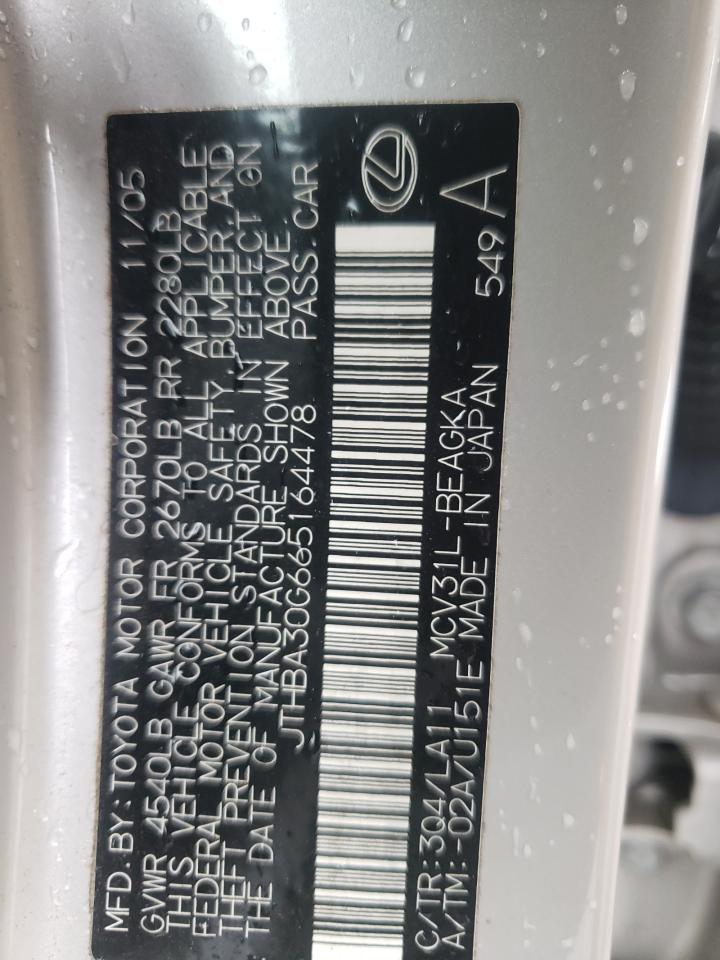 MFD. BY: TOYOTA MOTOR CORPORATION 11/05
GVWR 4540LB GAWR FR 2670LB RR 2280LB
THIS VEHICLE CONFORMS TO ALL APPLICABLE
FEDERAL MOTOR VEHICLE SAFETY BUMPER, AND
THEFT PREVENTION STANDARDS IN EFFECT ON
THE DATE OF MANUFACTURE SHOWN ABOVE.
JTHBA30G665164478 PASS. CAR
C/TR: 3Q4/LA11 MCV31L-BEAGKA
A/TM: -02A/U151E MADE IN JAPAN 549 A